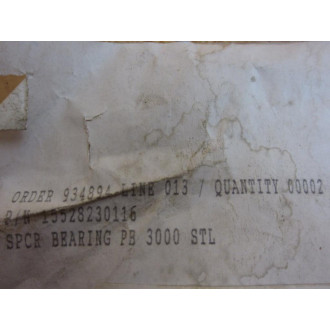 ORDER 934894 LINE 013 / QUANTITY 00002
P/N 15528230116
SPCR BEARING PB 3000 STL